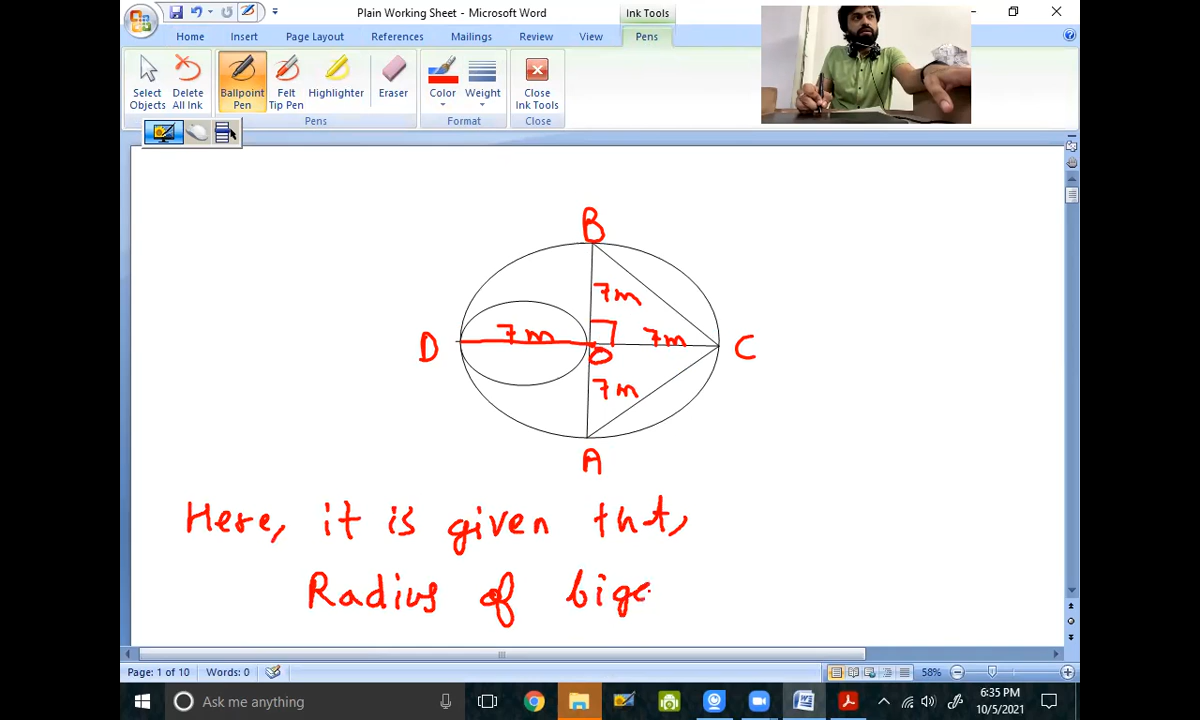 Plain Working Sheet - Microsoft Word
Ink Tools
Home Insert Page Layout References Mailings Review View Pens
Select Objects
Delete All Ink
Ballpoint Pen
Felt Tip Pen
Highlighter
Eraser
Color
Weight
Close Ink Tools
Pens
Format
Close
B
7m
D
7m
7m
C
O
7m
A
Here, it is given tht,
Radius of bige
Page: 1 of 10 Words: 0 58%
Ask me anything
6:35 PM
10/5/2021